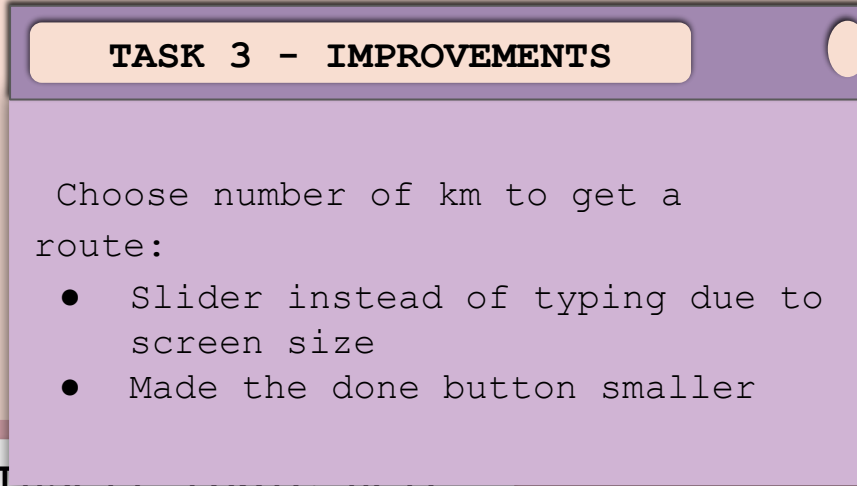 TASK 3 - IMPROVEMENTS
Choose number of km to get a
route:
● Slider instead of typing due to
screen size
● Made the done button smaller